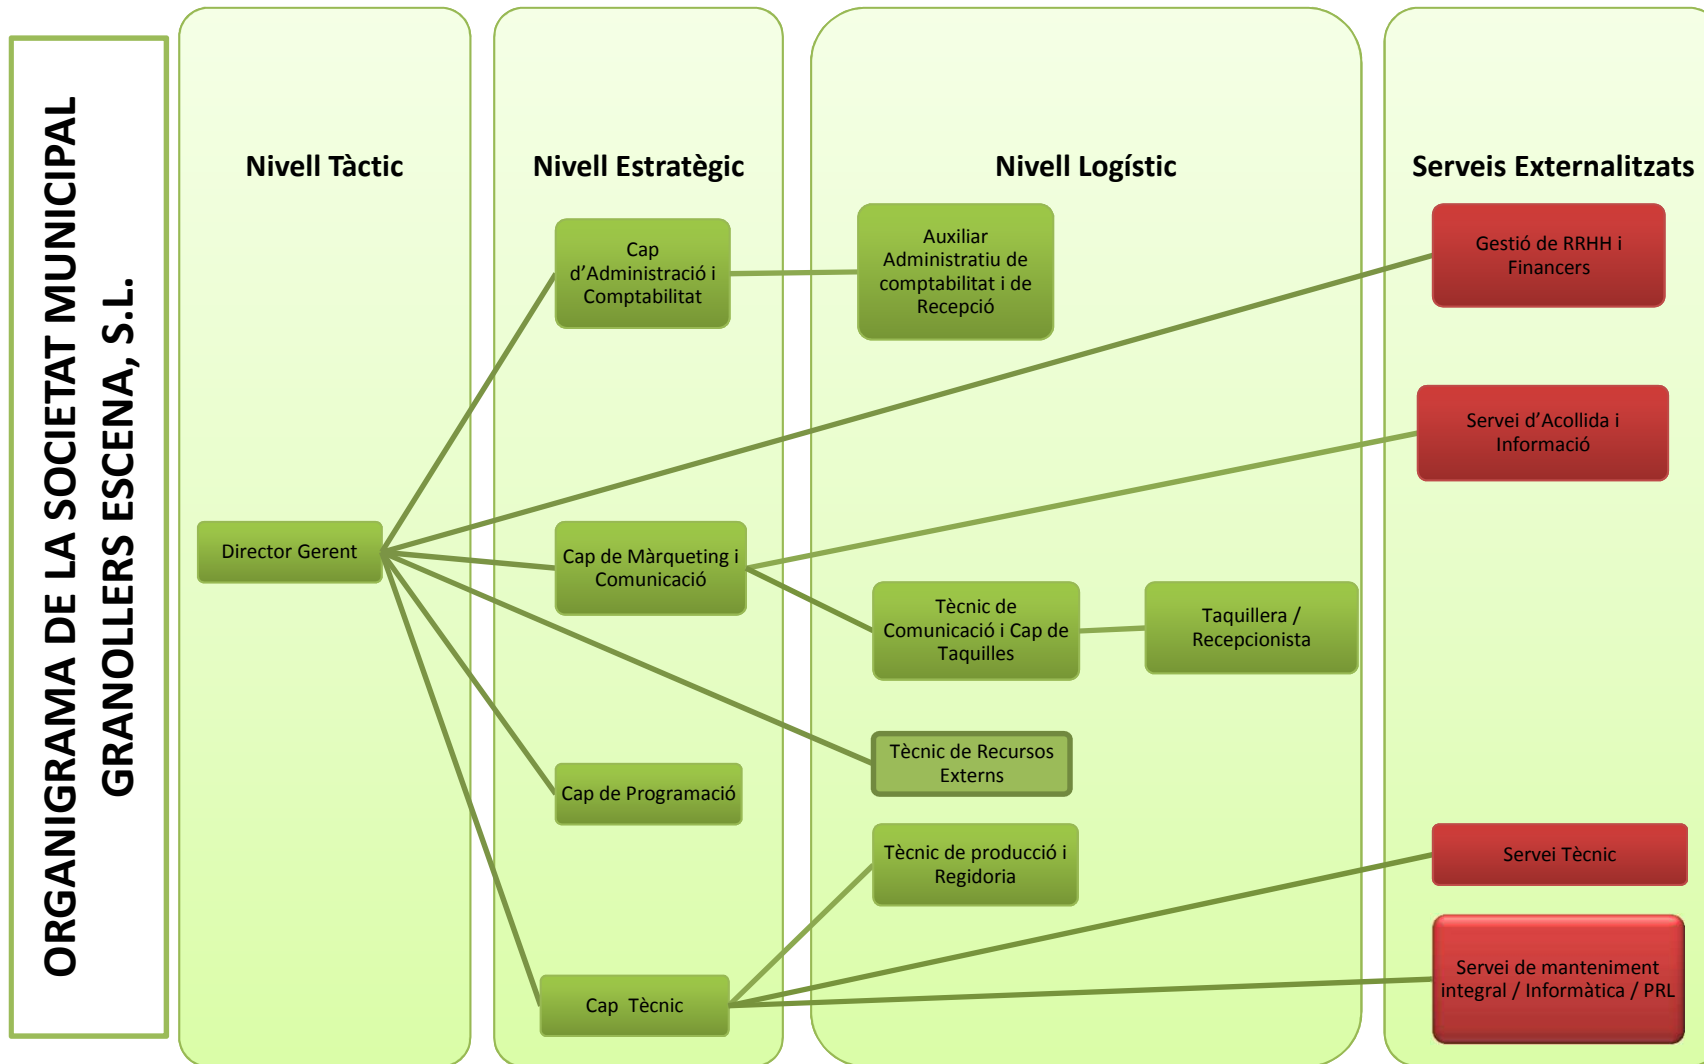 ORGANIGRAMA DE LA SOCIETAT MUNICIPAL
GRANOLLERS ESCENA, S.L.
Nivell Tàctic
Director Gerent
Nivell Estratègic
Cap
d’Administració i
Comptabilitat
Cap de Màrqueting i
Comunicació
Cap de Programació
Cap  Tècnic
Nivell Logístic
Auxiliar
Administratiu de
comptabilitat i de
Recepció
Tècnic de
Comunicació i Cap de
Taquilles
Taquillera /
Recepcionista
Tècnic de Recursos
Externs
Tècnic de producció i
Regidoria
Serveis Externalitzats
Gestió de RRHH i
Financers
Servei d’Acollida i
Informació
Servei Tècnic
Servei de manteniment
integral / Informàtica / PRL